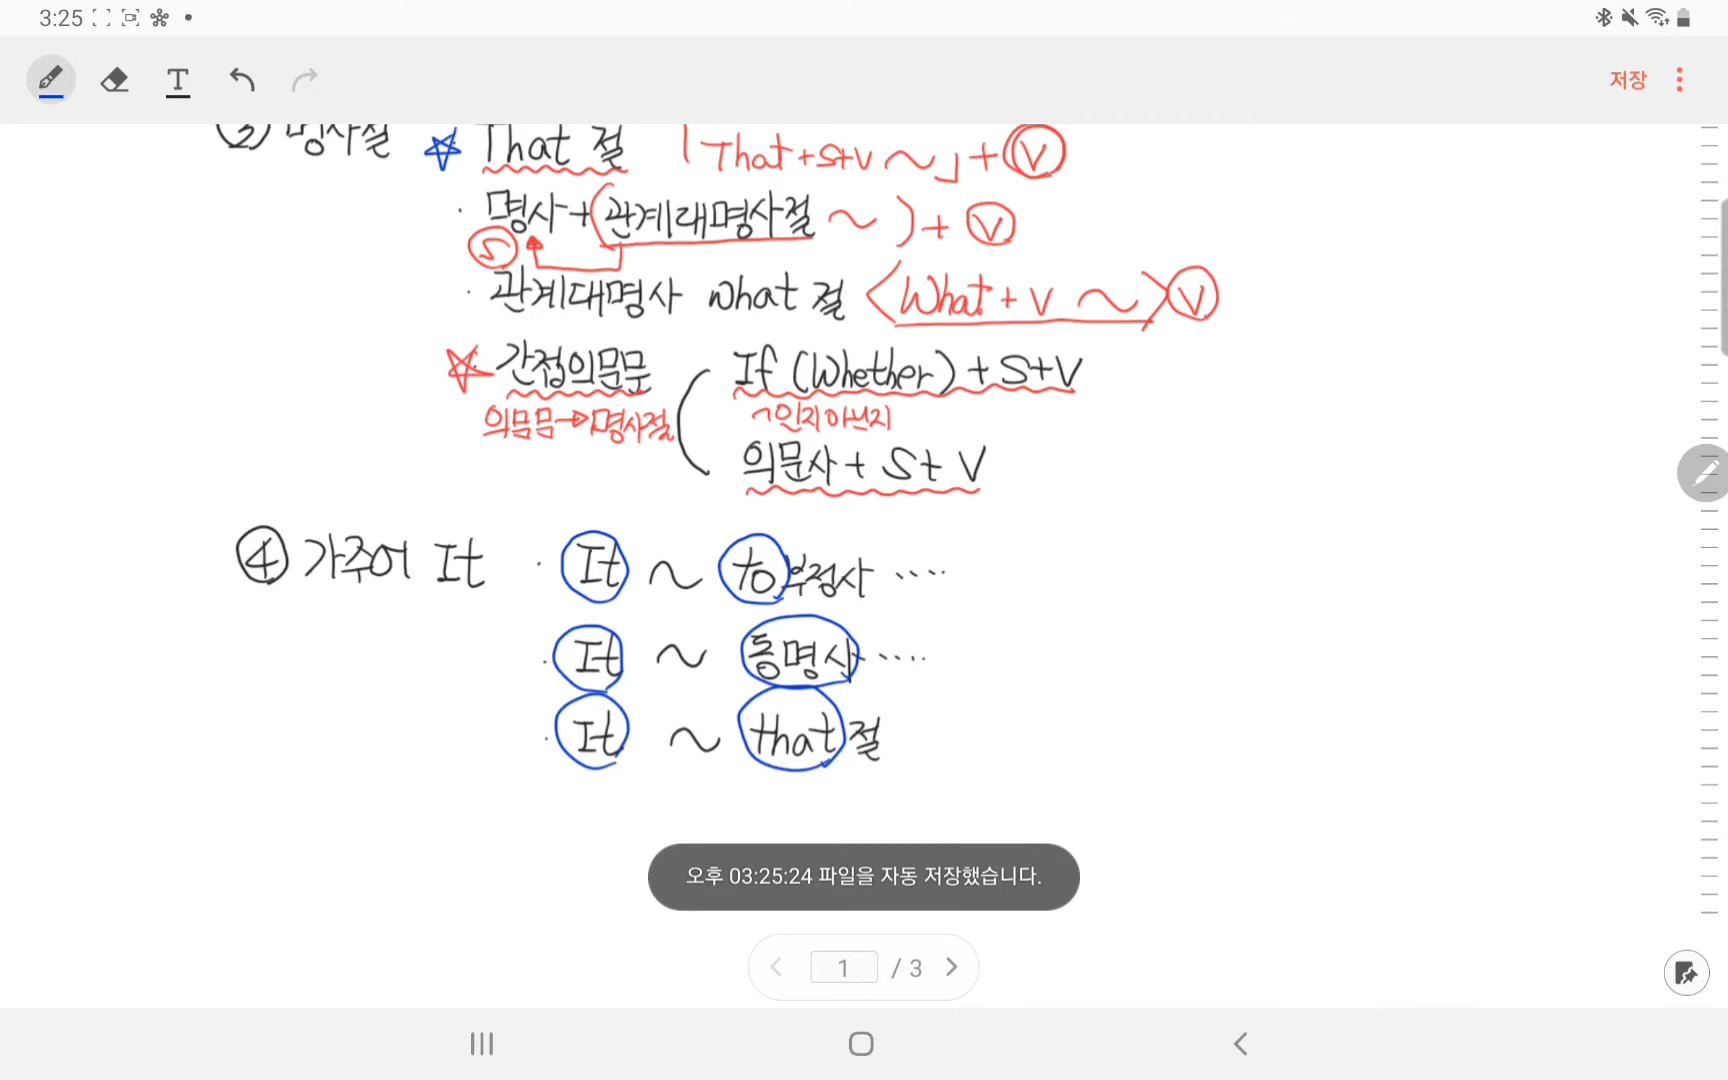 3:25
저장
③ 명사절 ☆ That 절 「That+S+V ~」+ Ⓥ
· 명사+(관계대명사절 ~ )+ Ⓥ
Ⓢ
· 관계대명사 what 절 <What+V ~> Ⓥ
☆ 간접의문문 ( If (Whether) + S+V
의문문→명사절 ~인지아닌지
의문사 + S+ V
④ 가주어 It · It ~ to부정사 ····
· It ~ 동명사 ····
· It ~ that절
오후 03:25:24 파일을 자동 저장했습니다.
1 / 3